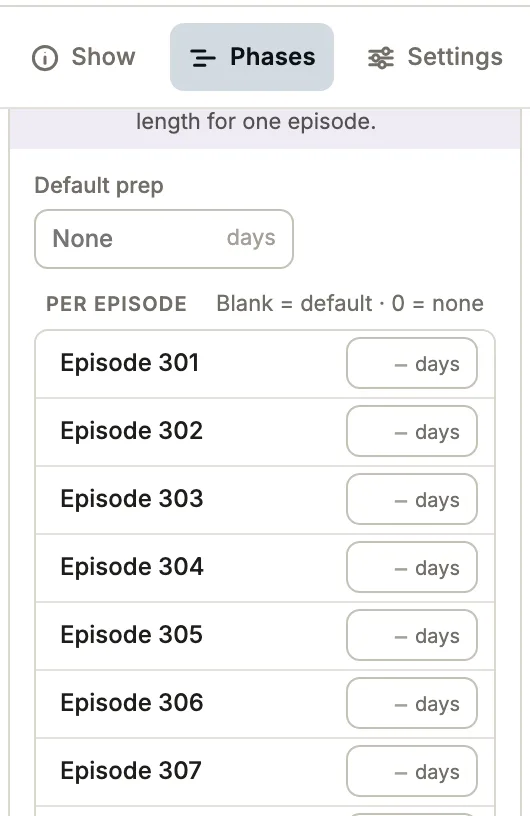 Show Phases Settings
length for one episode.
Default prep
None days
PER EPISODE Blank = default · 0 = none
Episode 301 – days
Episode 302 – days
Episode 303 – days
Episode 304 – days
Episode 305 – days
Episode 306 – days
Episode 307 – days